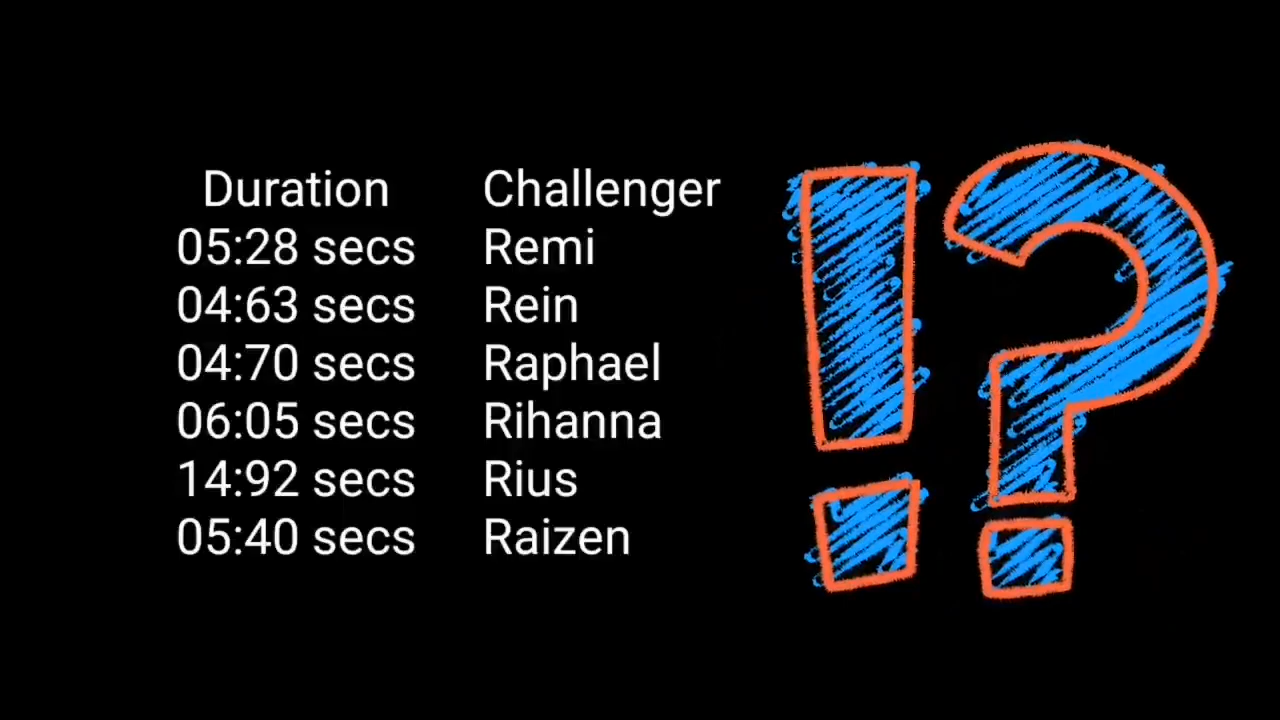 Duration Challenger
05:28 secs Remi
04:63 secs Rein
04:70 secs Raphael
06:05 secs Rihanna
14:92 secs Rius
05:40 secs Raizen
!?